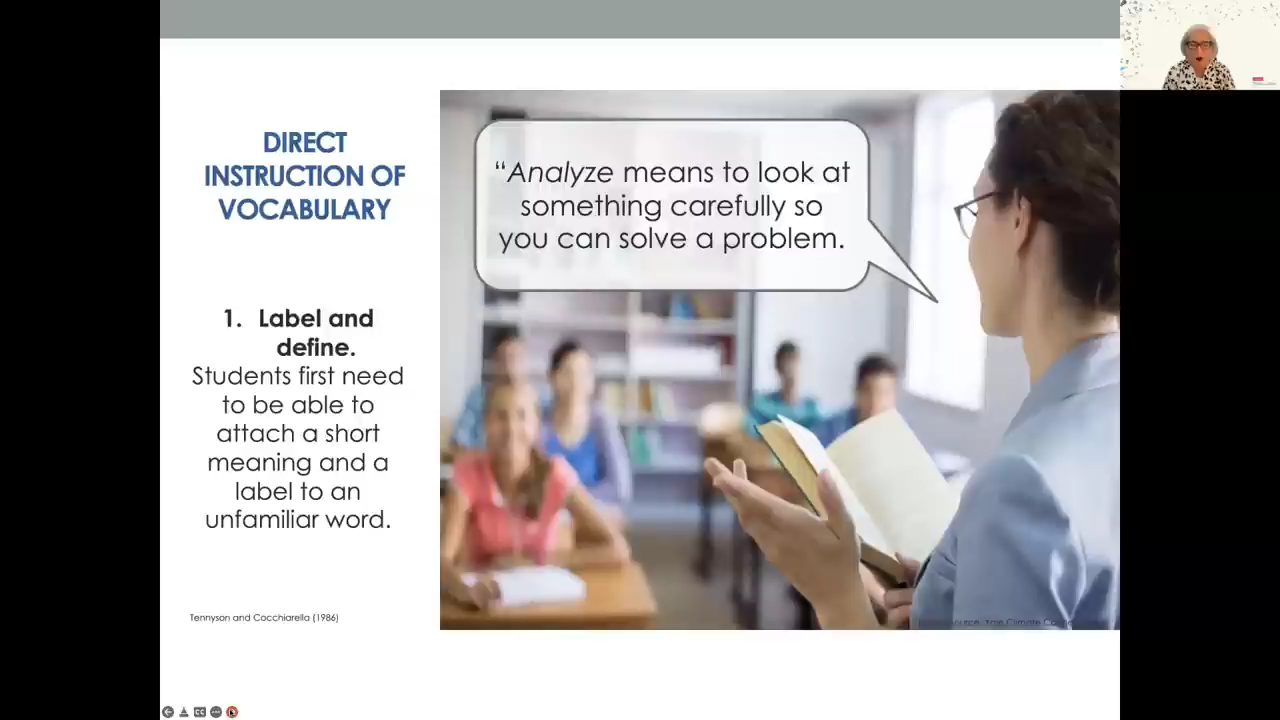 DIRECT
INSTRUCTION OF
VOCABULARY
1. Label and
define.
Students first need
to be able to
attach a short
meaning and a
label to an
unfamiliar word.
Tennyson and Cocchiarella (1986)
“Analyze means to look at
something carefully so
you can solve a problem.
CC